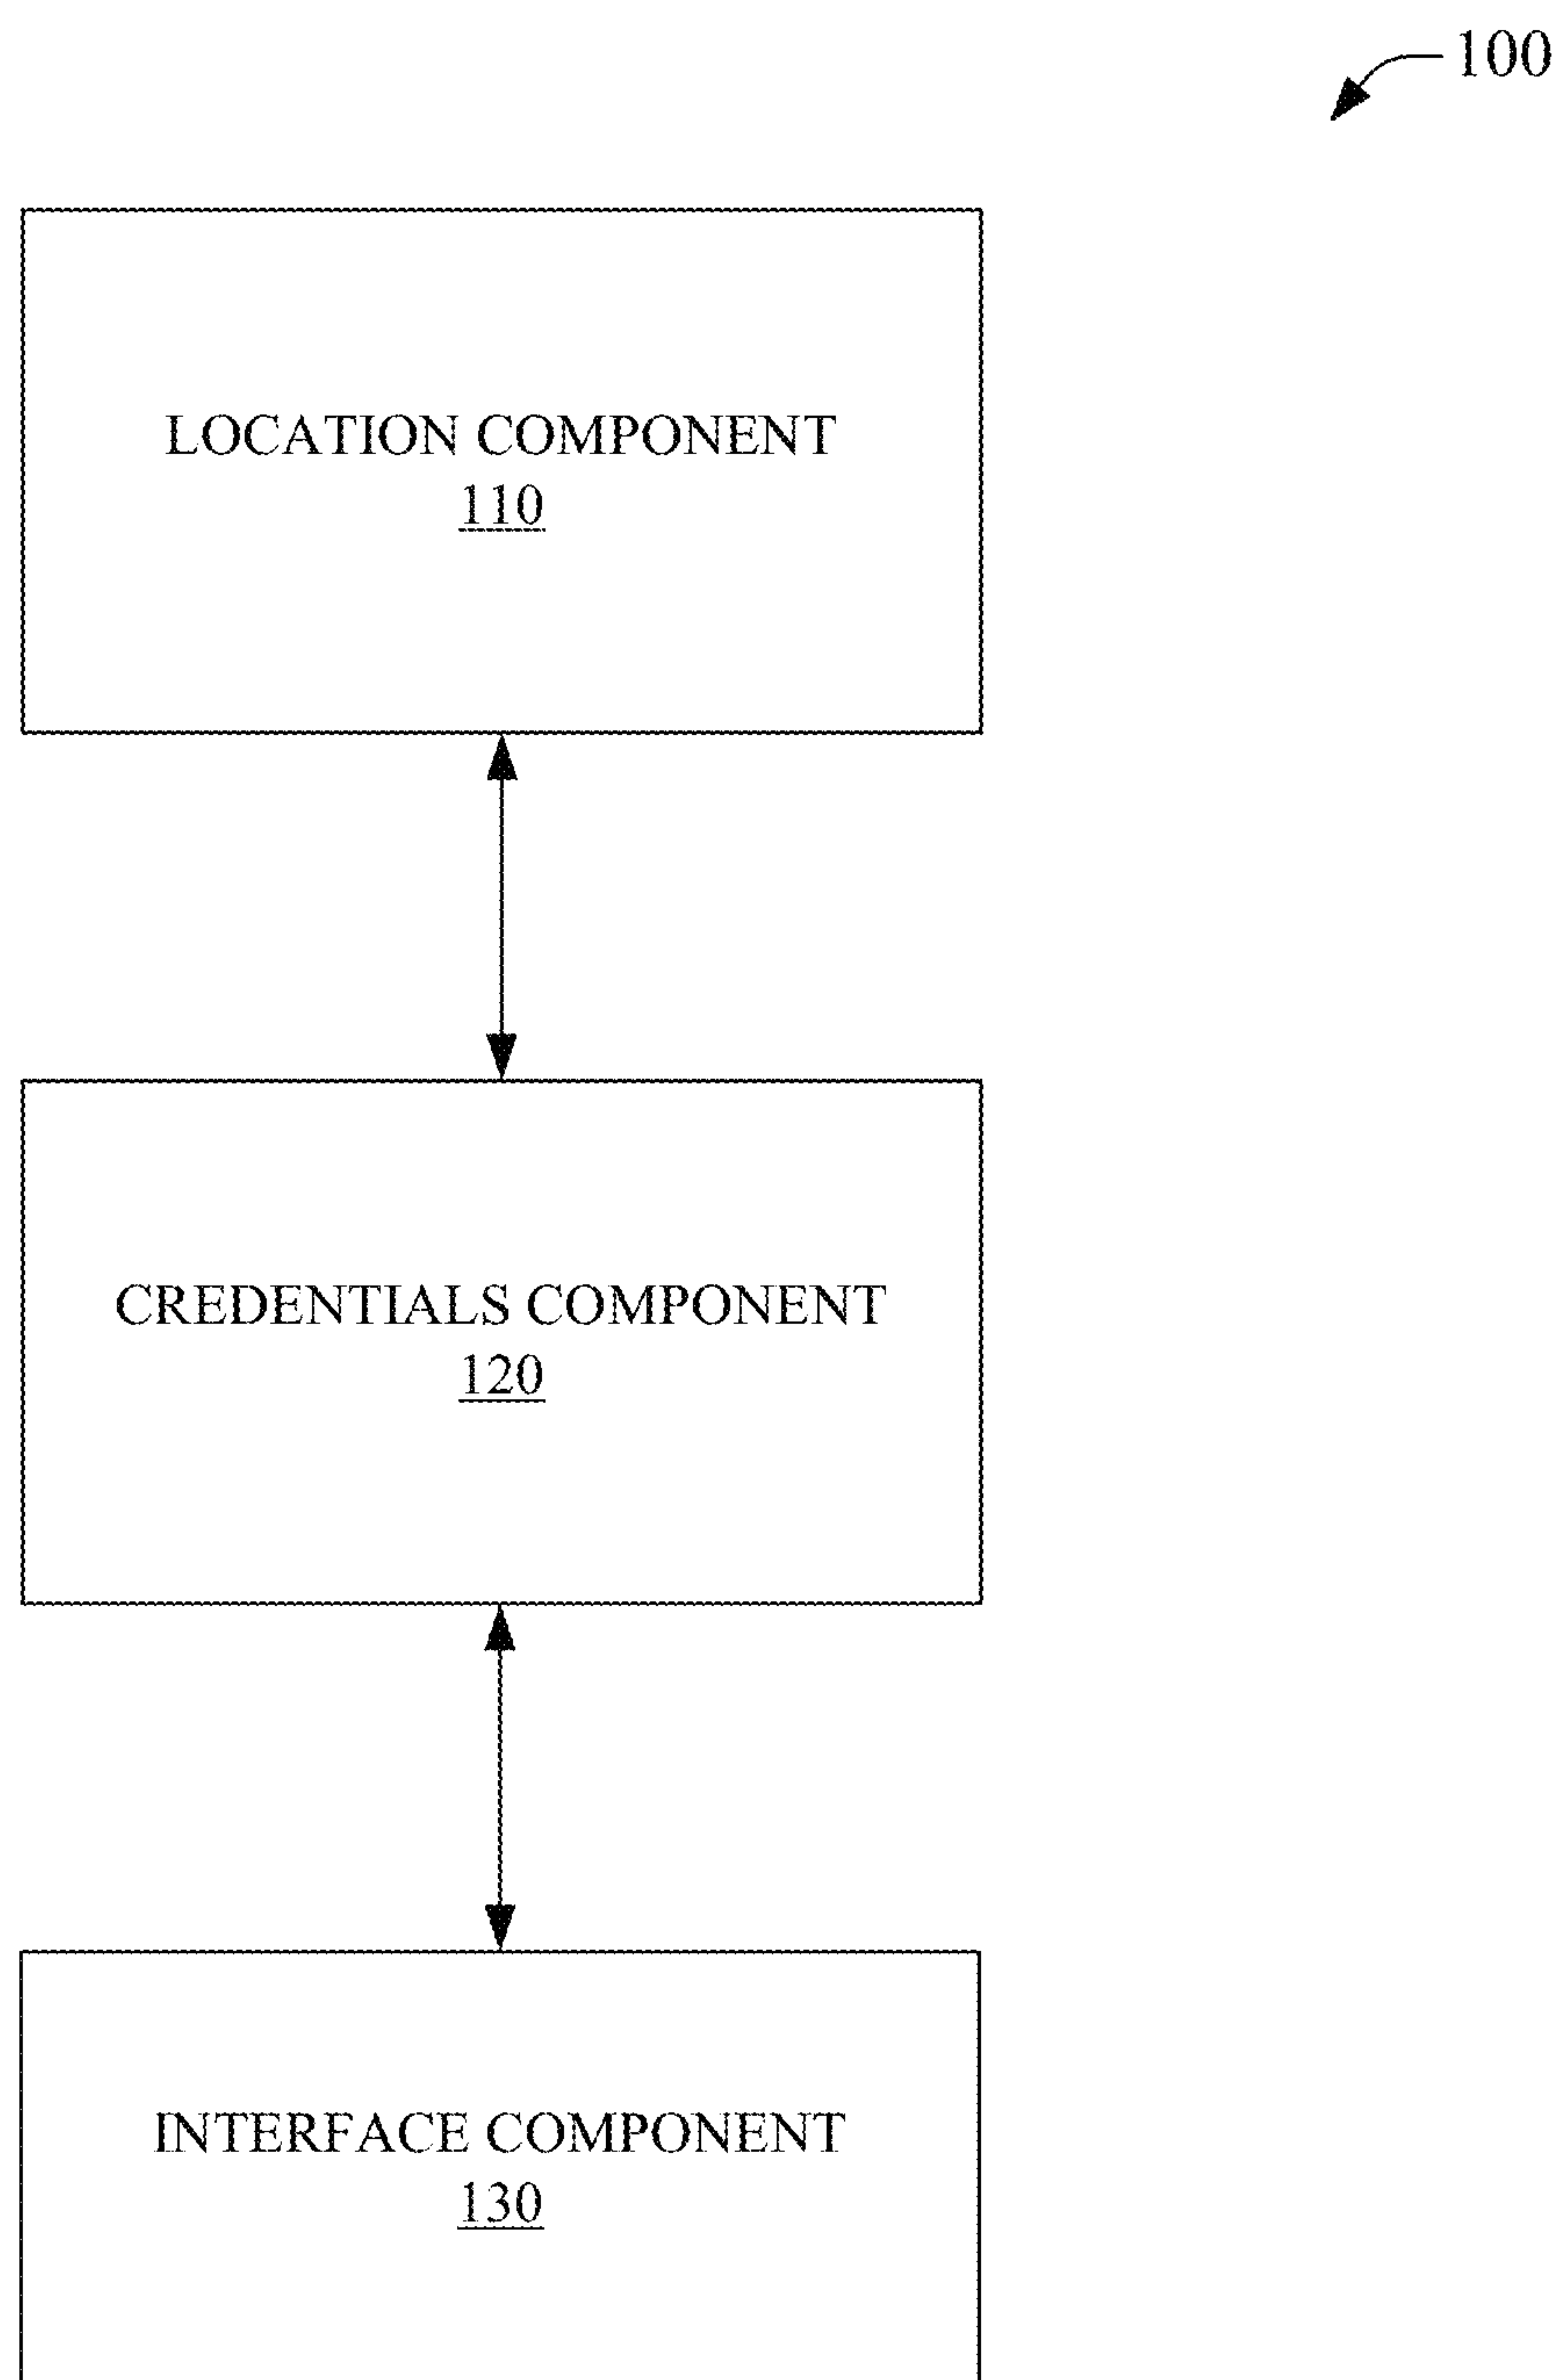 100
LOCATION COMPONENT
110
CREDENTIALS COMPONENT
120
INTERFACE COMPONENT
130